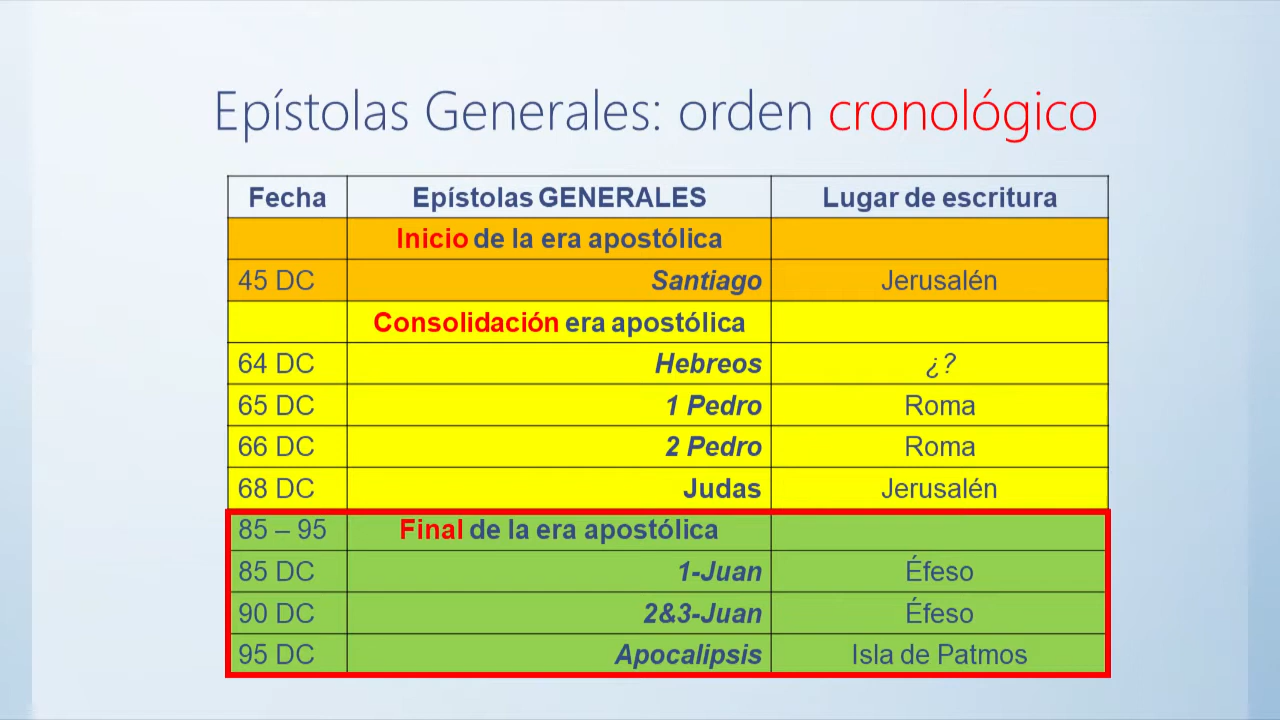 Epístolas Generales: orden cronológico
Fecha Epístolas GENERALES Lugar de escritura
Inicio de la era apostólica
45 DC Santiago Jerusalén
Consolidación era apostólica
64 DC Hebreos ¿?
65 DC 1 Pedro Roma
66 DC 2 Pedro Roma
68 DC Judas Jerusalén
85 – 95 Final de la era apostólica
85 DC 1-Juan Éfeso
90 DC 2&3-Juan Éfeso
95 DC Apocalipsis Isla de Patmos